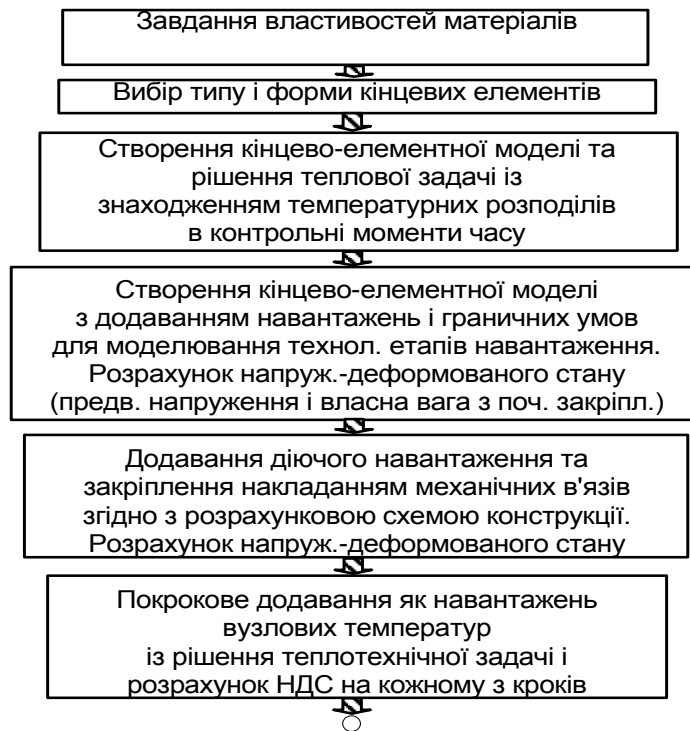 Завдання властивостей матеріалів
Вибір типу і форми кінцевих елементів
Створення кінцево-елементної моделі та
рішення теплової задачі із
знаходженням температурних розподілів
в контрольні моменти часу
Створення кінцево-елементної моделі
з додаванням навантажень і граничних умов
для моделювання технол. етапів навантаження.
Розрахунок напруж.-деформованого стану
(предв. напруження і власна вага з поч. закріпл.)
Додавання діючого навантаження та
закріплення накладанням механічних в'язів
згідно з розрахунковою схемою конструкції.
Розрахунок напруж.-деформованого стану
Покрокове додавання як навантажень
вузлових температур
із рішення теплотехнічної задачі і
розрахунок НДС на кожному з кроків